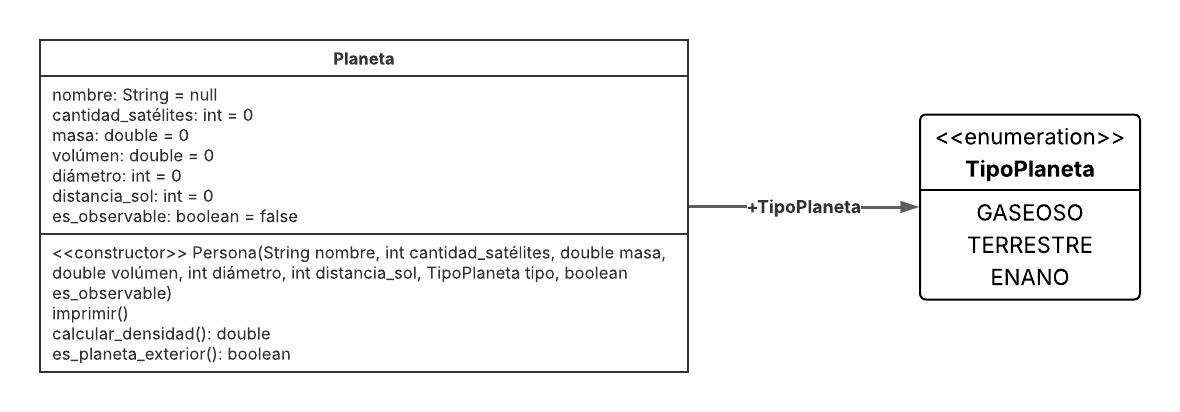 Planeta
nombre: String = null
cantidad_satélites: int = 0
masa: double = 0
volúmen: double = 0
diámetro: int = 0
distancia_sol: int = 0
es_observable: boolean = false
<<constructor>> Persona(String nombre, int cantidad_satélites, double masa,
double volúmen, int diámetro, int distancia_sol, TipoPlaneta tipo, boolean
es_observable)
imprimir()
calcular_densidad(): double
es_planeta_exterior(): boolean
+TipoPlaneta
<<enumeration>>
TipoPlaneta
GASEOSO
TERRESTRE
ENANO